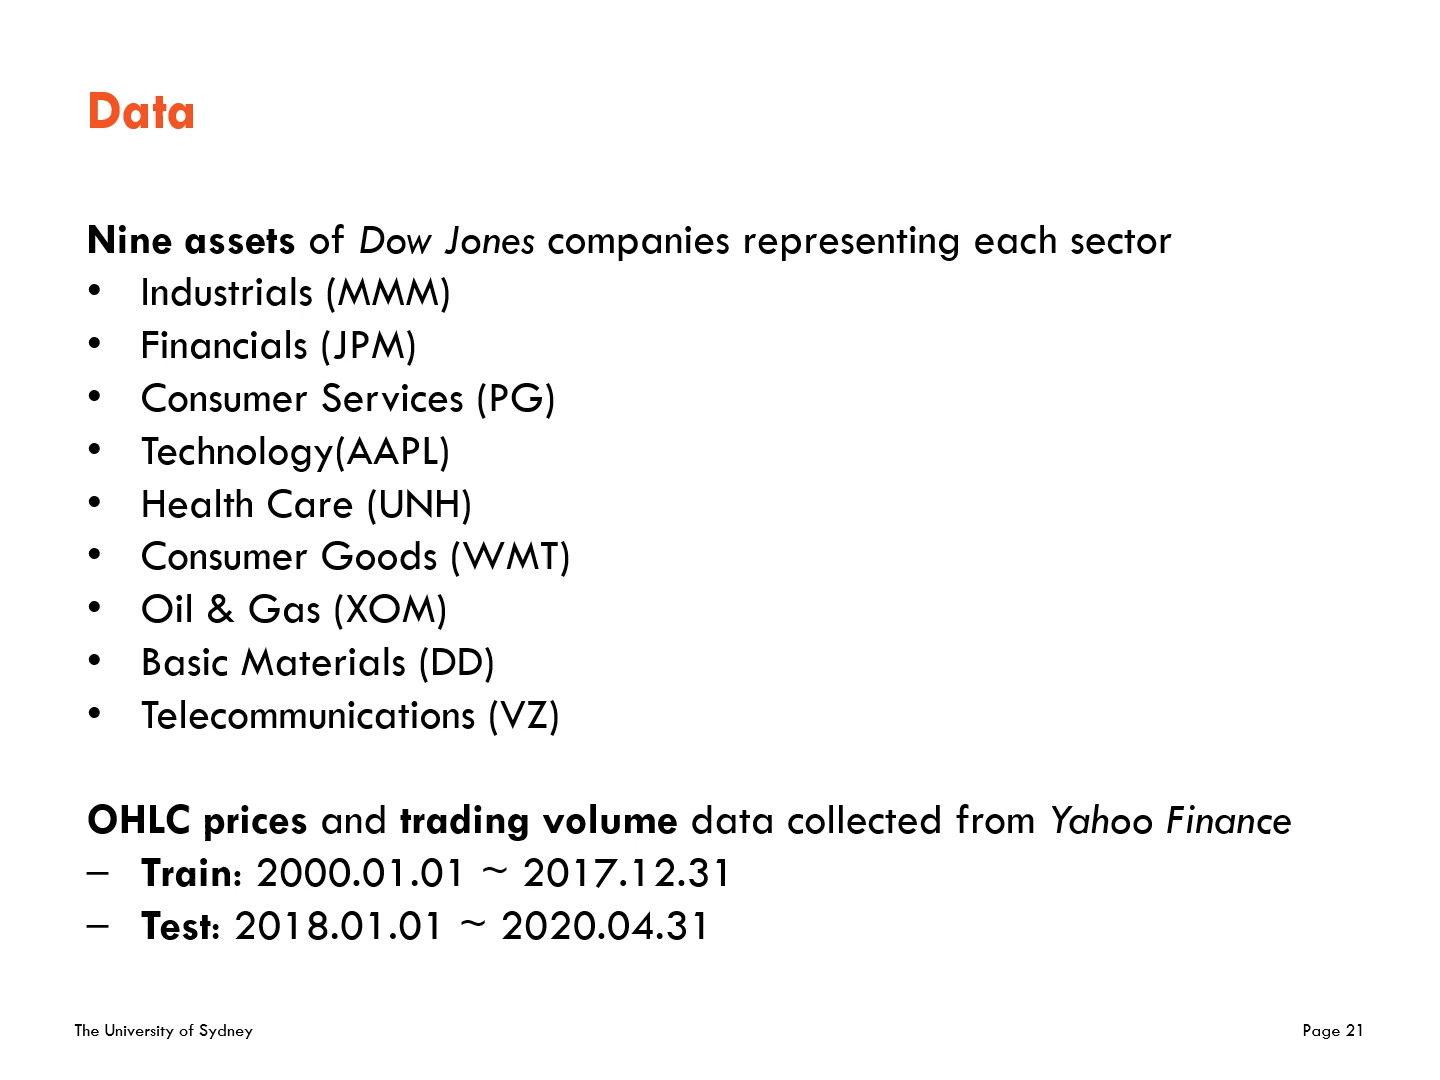 Data
Nine assets of Dow Jones companies representing each sector
• Industrials (MMM)
• Financials (JPM)
• Consumer Services (PG)
• Technology(AAPL)
• Health Care (UNH)
• Consumer Goods (WMT)
• Oil & Gas (XOM)
• Basic Materials (DD)
• Telecommunications (VZ)
OHLC prices and trading volume data collected from Yahoo Finance
– Train: 2000.01.01 ~ 2017.12.31
– Test: 2018.01.01 ~ 2020.04.31
The University of Sydney
Page 21